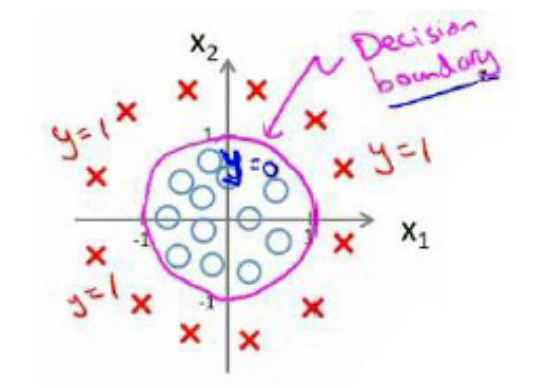 Decision
boundary
x₂
y=1
1
y=0
y=1
-1
1
x₁
y=1
-1